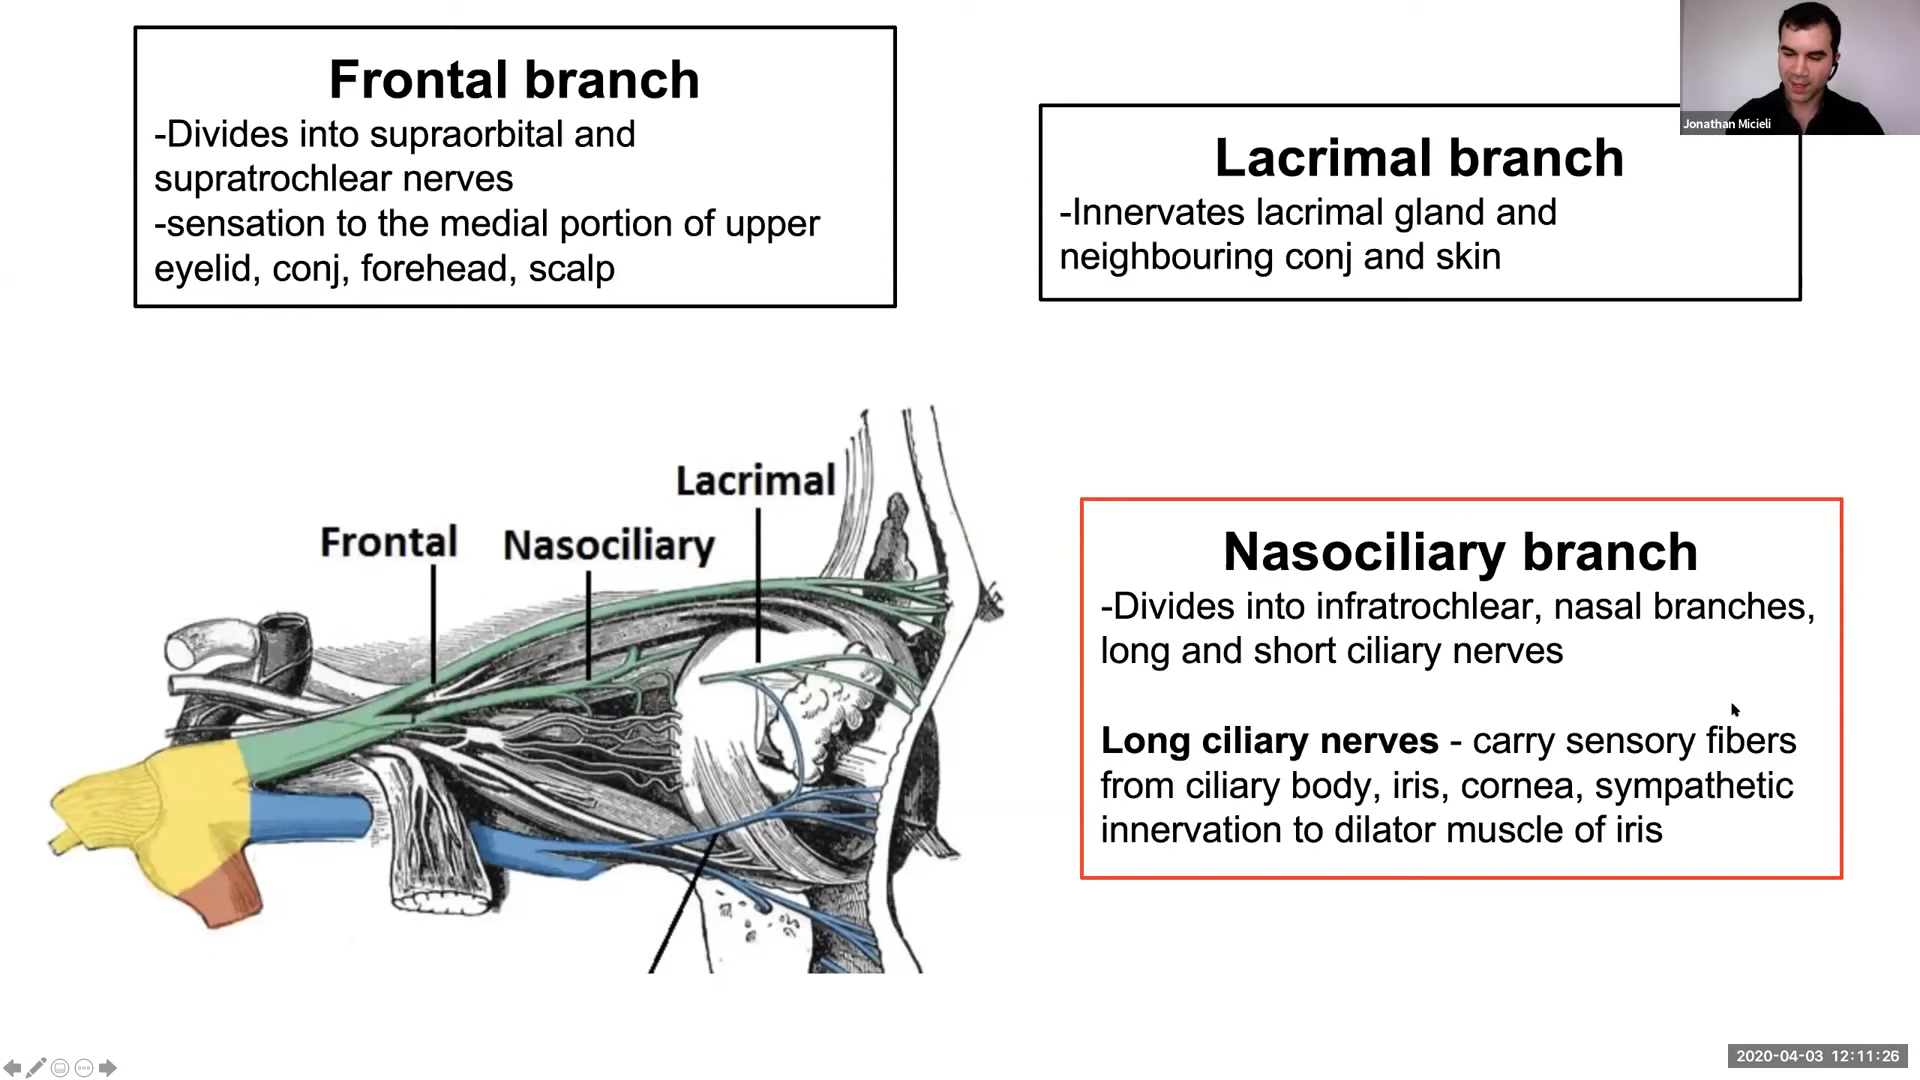 Frontal branch
-Divides into supraorbital and
supratrochlear nerves
-sensation to the medial portion of upper
eyelid, conj, forehead, scalp
Jonathan Micieli
Lacrimal branch
-Innervates lacrimal gland and
neighbouring conj and skin
Lacrimal
Frontal
Nasociliary
Nasociliary branch
-Divides into infratrochlear, nasal branches,
long and short ciliary nerves
Long ciliary nerves - carry sensory fibers
from ciliary body, iris, cornea, sympathetic
innervation to dilator muscle of iris
2020-04-03 12:11:26